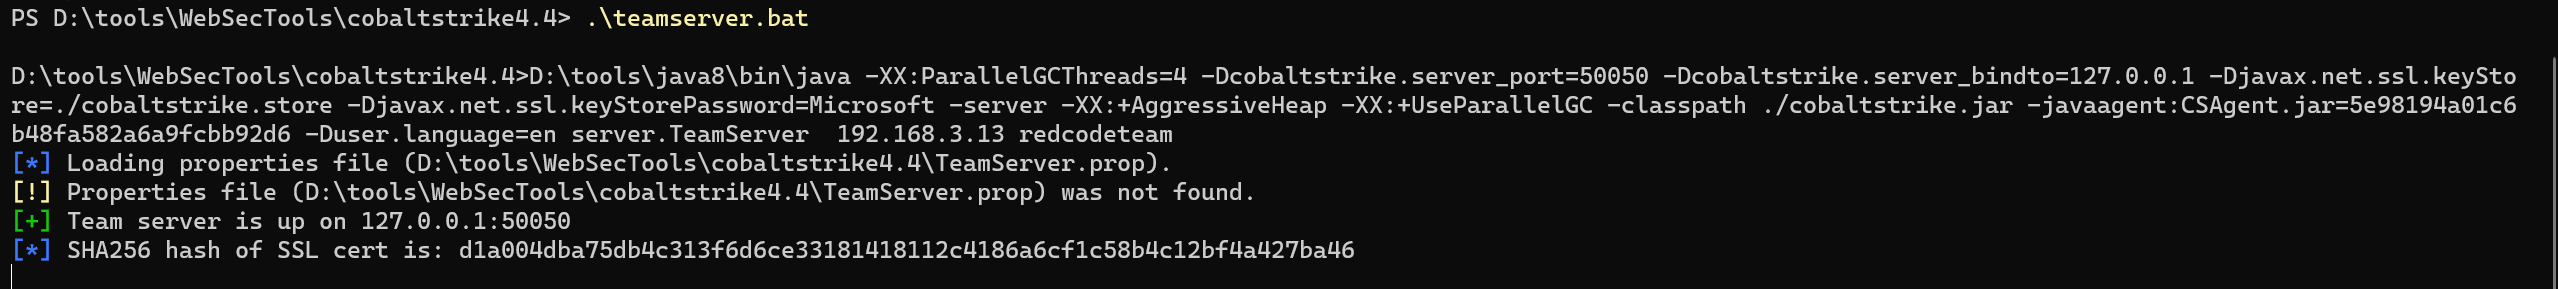 PS D:\tools\WebSecTools\cobaltstrike4.4> .\teamserver.bat
D:\tools\WebSecTools\cobaltstrike4.4>D:\tools\java8\bin\java -XX:ParallelGCThreads=4 -Dcobaltstrike.server_port=50050 -Dcobaltstrike.server_bindto=127.0.0.1 -Djavax.net.ssl.keySto
re=./cobaltstrike.store -Djavax.net.ssl.keyStorePassword=Microsoft -server -XX:+AggressiveHeap -XX:+UseParallelGC -classpath ./cobaltstrike.jar -javaagent:CSAgent.jar=5e98194a01c6
b48fa582a6a9fcbb92d6 -Duser.language=en server.TeamServer  192.168.3.13 redcodeteam
[*] Loading properties file (D:\tools\WebSecTools\cobaltstrike4.4\TeamServer.prop).
[!] Properties file (D:\tools\WebSecTools\cobaltstrike4.4\TeamServer.prop) was not found.
[+] Team server is up on 127.0.0.1:50050
[*] SHA256 hash of SSL cert is: d1a004dba75db4c313f6d6ce33181418112c4186a6cf1c58b4c12bf4a427ba46